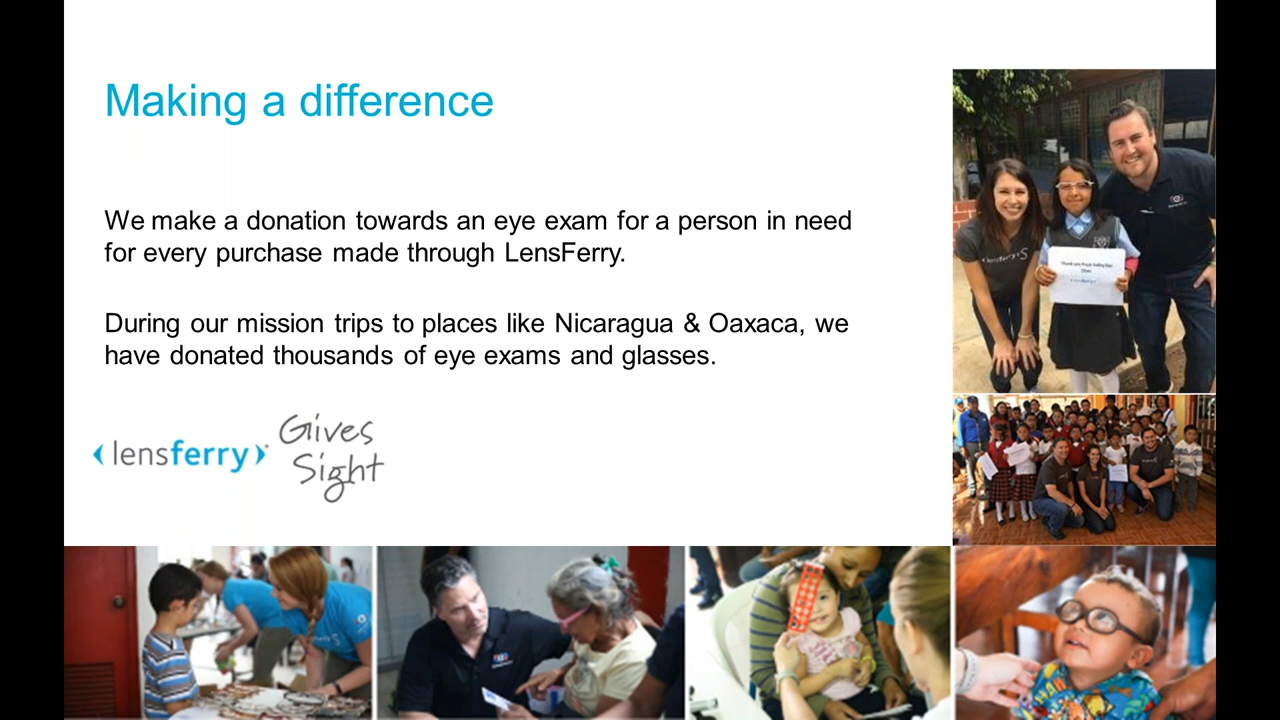 Making a difference
We make a donation towards an eye exam for a person in need
for every purchase made through LensFerry.
During our mission trips to places like Nicaragua & Oaxaca, we
have donated thousands of eye exams and glasses.
lensferry
Gives
Sight